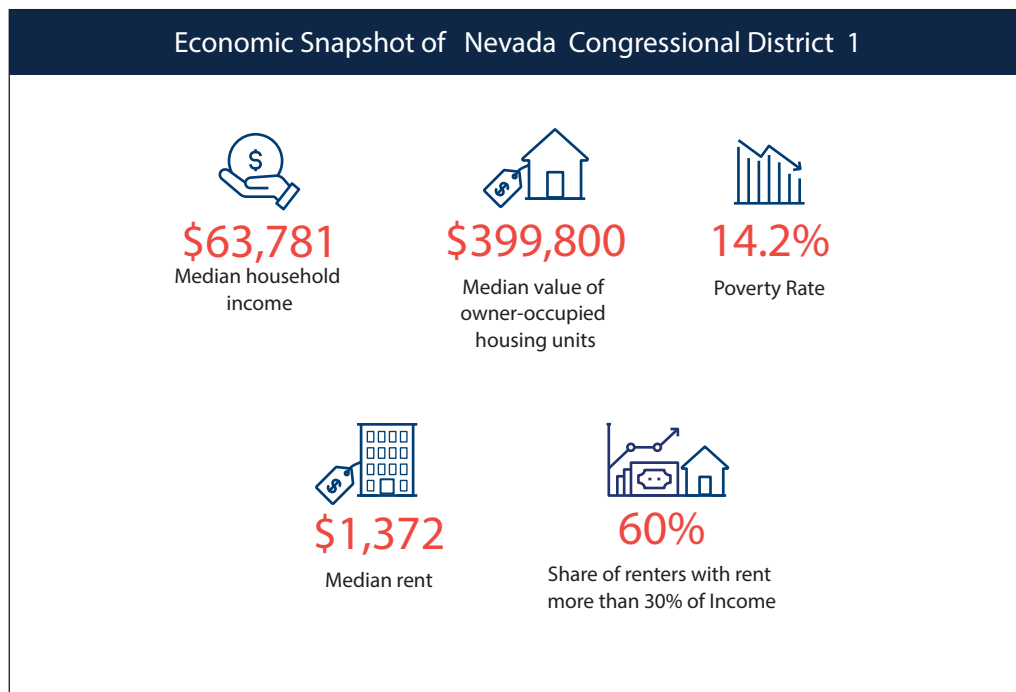 Economic Snapshot of Nevada Congressional District 1
$
$63,781
Median household
income
$
$399,800
Median value of
owner-occupied
housing units
14.2%
Poverty Rate
$
$1,372
Median rent
60%
Share of renters with rent
more than 30% of Income